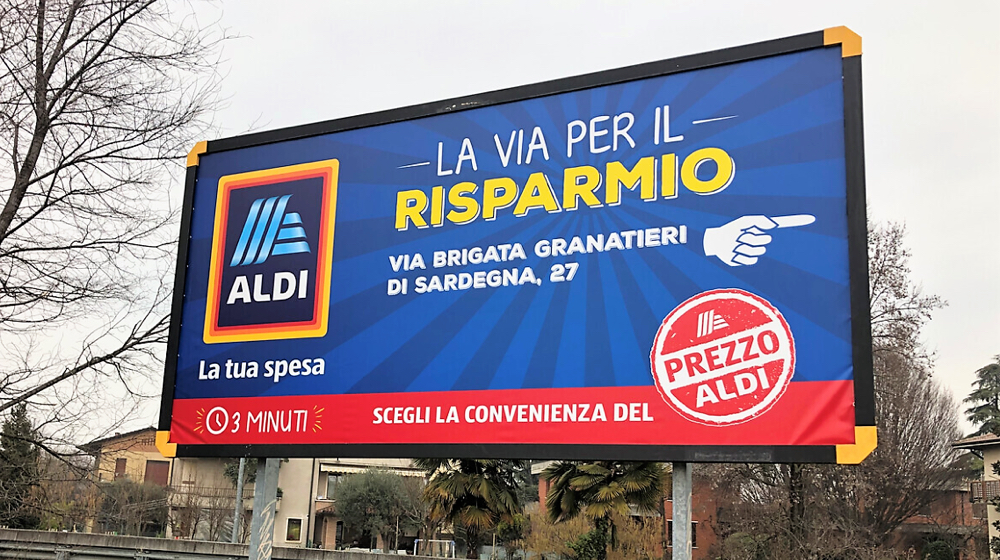 LA VIA PER IL
RISPARMIO
VIA BRIGATA GRANATIERI
DI SARDEGNA, 27
ALDI
La tua spesa
PREZZO
ALDI
3 MINUTI
SCEGLI LA CONVENIENZA DEL